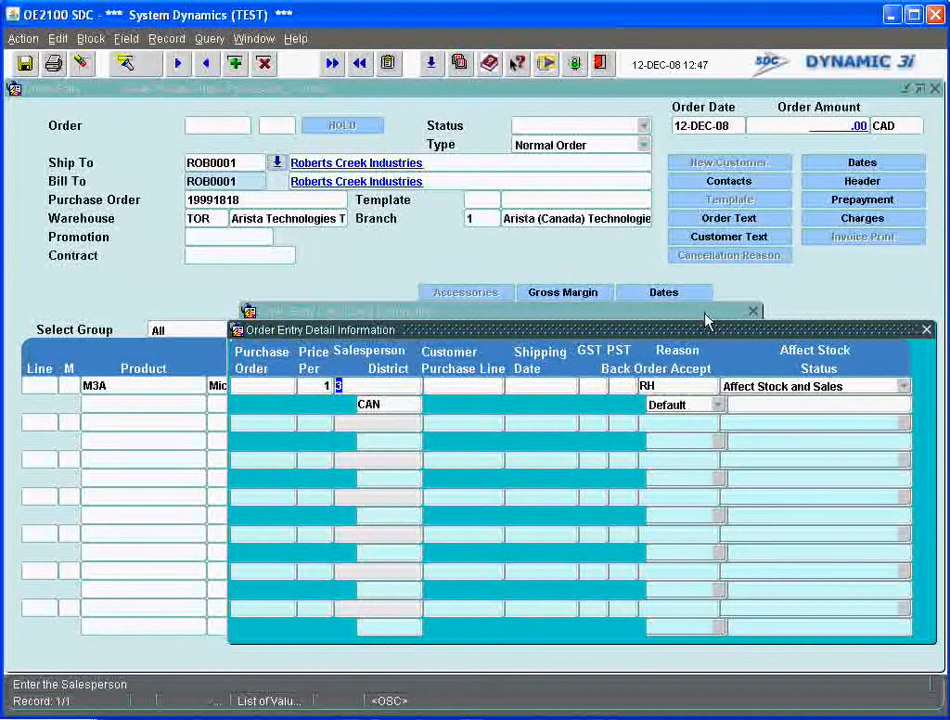 OE2100 SDC - *** System Dynamics (TEST) ***
Action Edit Block Field Record Query Window Help
12-DEC-08 12:47 SDC DYNAMIC 3i
Order Date Order Amount
Order HOLD Status 12-DEC-08 .00 CAD
Type Normal Order
Ship To ROB0001 Roberts Creek Industries New Customer Dates
Bill To ROB0001 Roberts Creek Industries Contacts Header
Purchase Order 19991818 Template Template Prepayment
Warehouse TOR Arista Technologies T Branch 1 Arista (Canada) Technologie Order Text Charges
Promotion Customer Text Invoice Print
Contract Cancellation Reason
Accessories Gross Margin Dates
Select Group All Order Entry Detail Information
Line M Product
Purchase Price Salesperson Customer Shipping GST PST Reason Affect Stock
Order Per District Purchase Line Date Back Order Accept Status
M3A Mic 1 3 RH Affect Stock and Sales
CAN Default
Enter the Salesperson
Record: 1/1 ... List of Valu... <OSC>